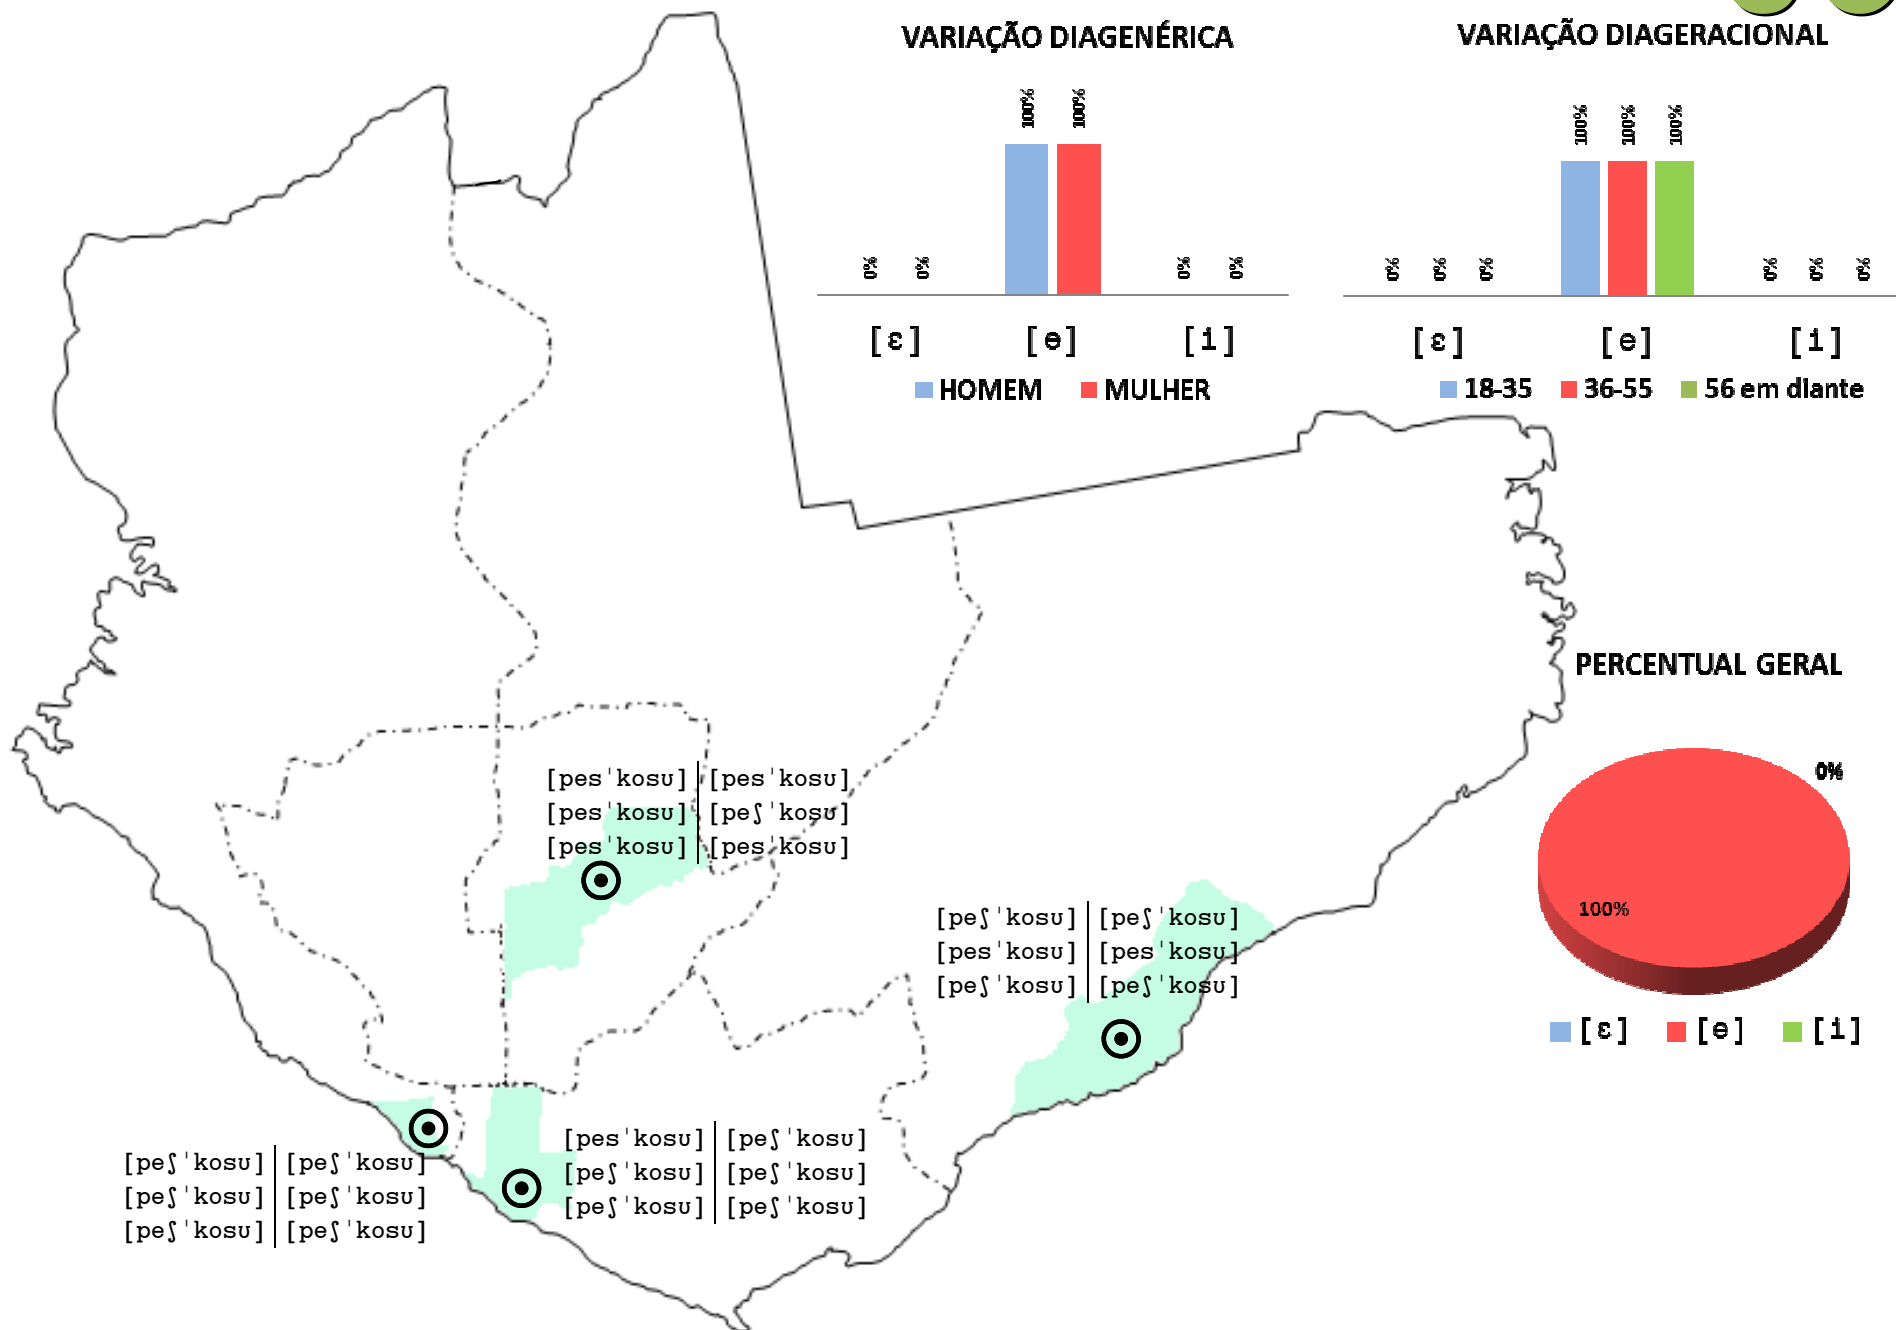 VARIAÇÃO DIAGENÉRICA
100% 100%
0% 0% 0% 0%
[ɛ] [e] [i]
HOMEM MULHER
VARIAÇÃO DIAGERACIONAL
100% 100% 100%
0% 0% 0% 0% 0% 0%
[ɛ] [e] [i]
18-35 36-55 56 em diante
PERCENTUAL GERAL
0%
100%
[ɛ] [e] [i]
[pesˈkosʊ] [pesˈkosʊ]
[pesˈkosʊ] [peʃˈkosʊ]
[pesˈkosʊ] [pesˈkosʊ]
[peʃˈkosʊ] [peʃˈkosʊ]
[pesˈkosʊ] [pesˈkosʊ]
[peʃˈkosʊ] [peʃˈkosʊ]
[pesˈkosʊ] [peʃˈkosʊ]
[peʃˈkosʊ] [peʃˈkosʊ]
[peʃˈkosʊ] [peʃˈkosʊ]
[peʃˈkosʊ] [peʃˈkosʊ]
[peʃˈkosʊ] [peʃˈkosʊ]
[peʃˈkosʊ] [peʃˈkosʊ]